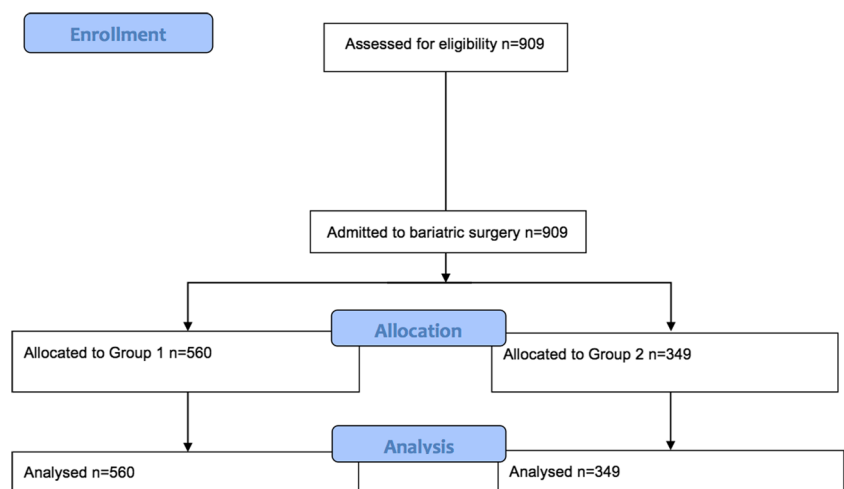 Enrollment
Assessed for eligibility n=909
Admitted to bariatric surgery n=909
Allocation
Allocated to Group 1 n=560
Allocated to Group 2 n=349
Analysis
Analysed n=560
Analysed n=349